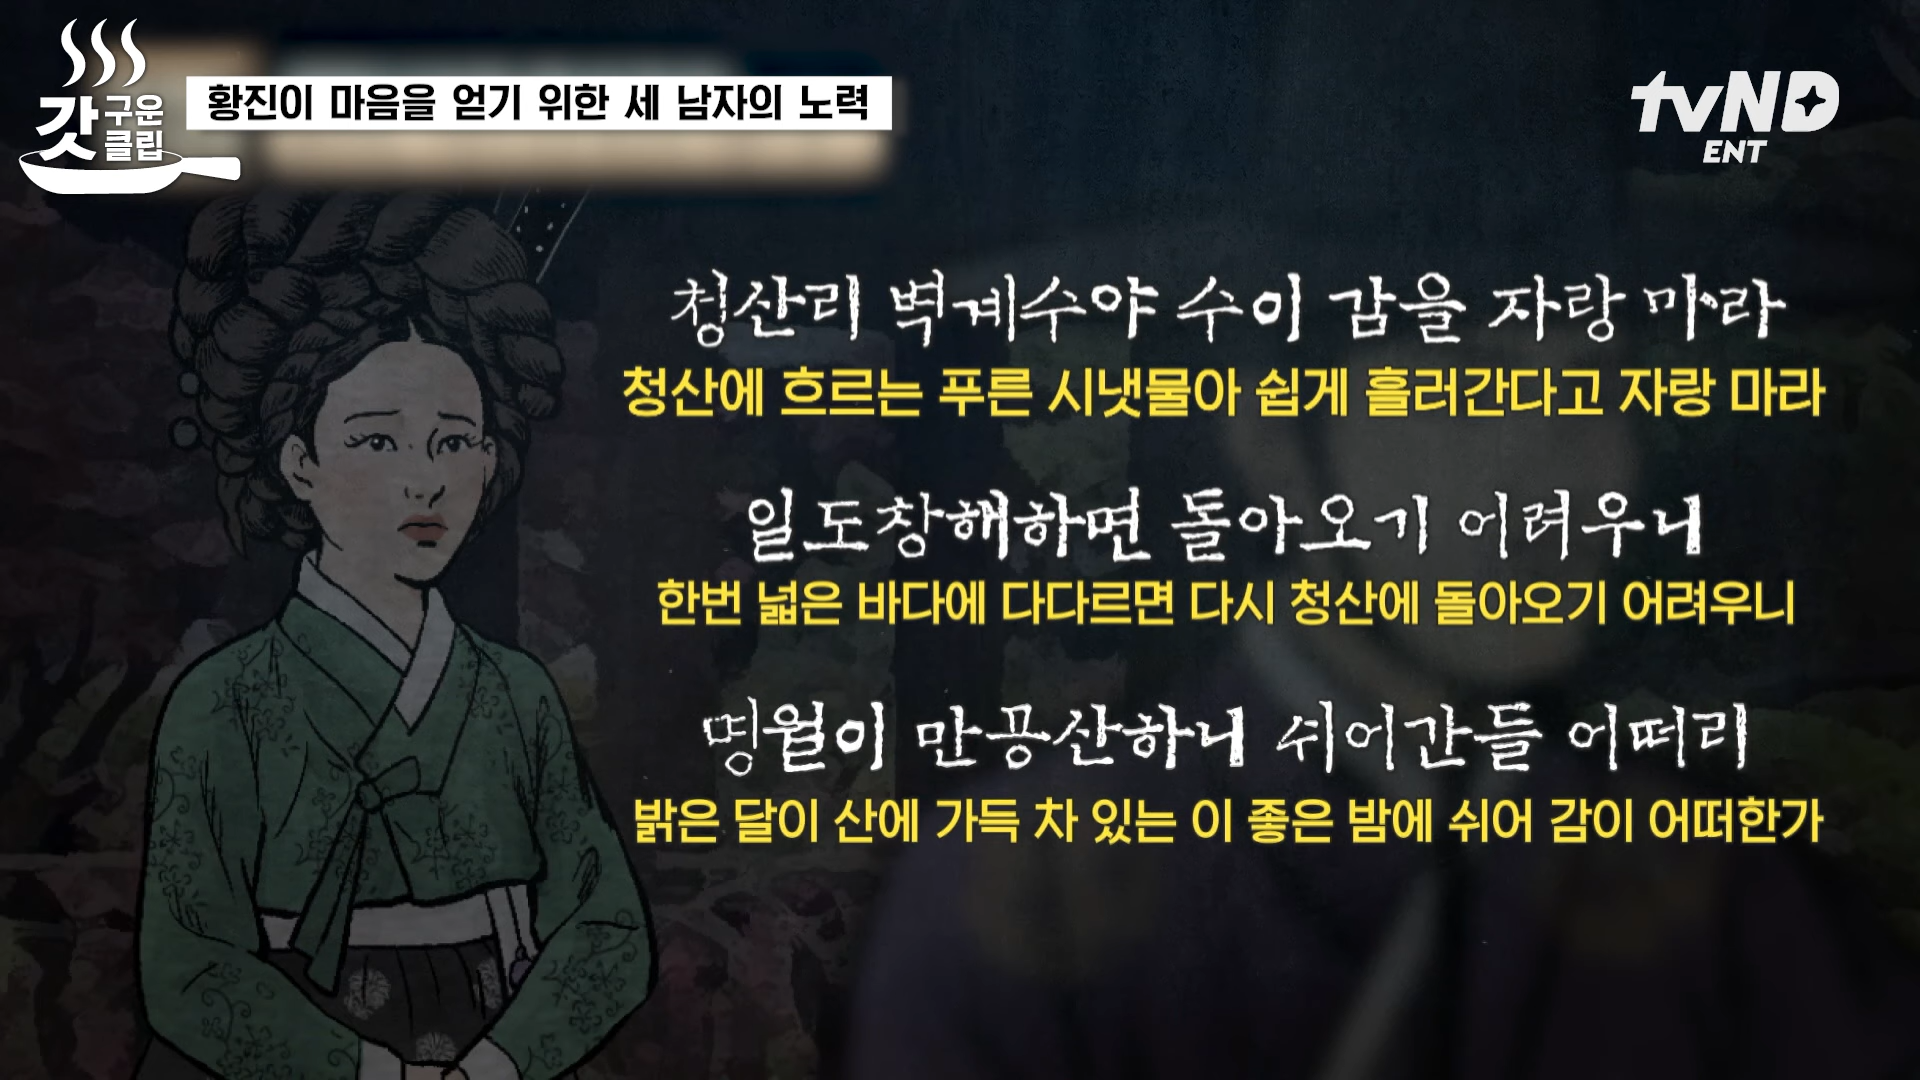 갓구운클립
황진이 마음을 얻기 위한 세 남자의 노력
tvND
ENT
청산리 벽계수야 수이 감을 자랑 마라
청산에 흐르는 푸른 시냇물아 쉽게 흘러간다고 자랑 마라
일도창해하면 돌아오기 어려우니
한번 넓은 바다에 다다르면 다시 청산에 돌아오기 어려우니
명월이 만공산하니 쉬어간들 어떠리
밝은 달이 산에 가득 차 있는 이 좋은 밤에 쉬어 감이 어떠한가